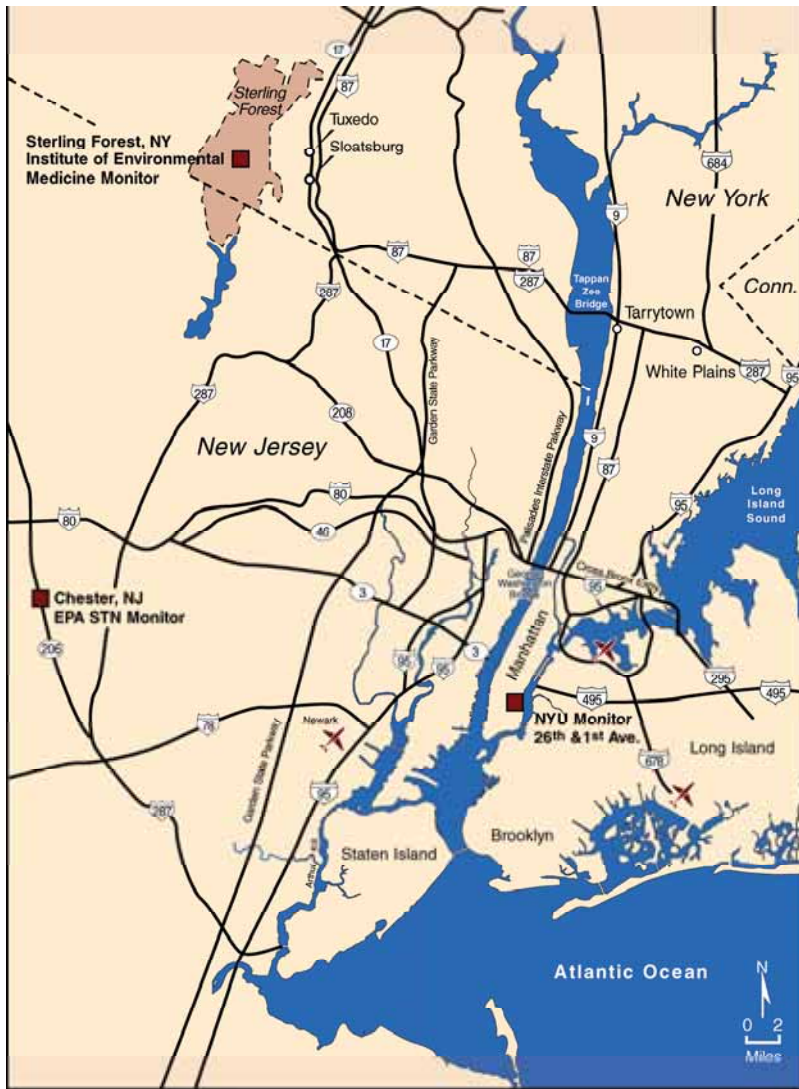 17
87
Sterling
Forest
Tuxedo
Sloatsburg
Sterling Forest, NY
Institute of Environmental
Medicine Monitor
684
New York
9
87
87
287
Tappan
Zee
Bridge
Conn.
287
Tarrytown
17
White Plains
287
95
287
208
Garden State Parkway
New Jersey
Palisades Interstate Pakway
9
87
80
80
46
95
Long
Island
Sound
George
Washington
Bridge
Cross Bronx Expwy
95
Chester, NJ
EPA STN Monitor
3
206
3
Manhattan
95
95
295
495
495
NYU Monitor
26th & 1st Ave.
78
Newark
Long Island
678
Garden State Parkway
95
287
Brooklyn
Staten Island
Arthur Kill
Atlantic Ocean
N
0 2
Miles